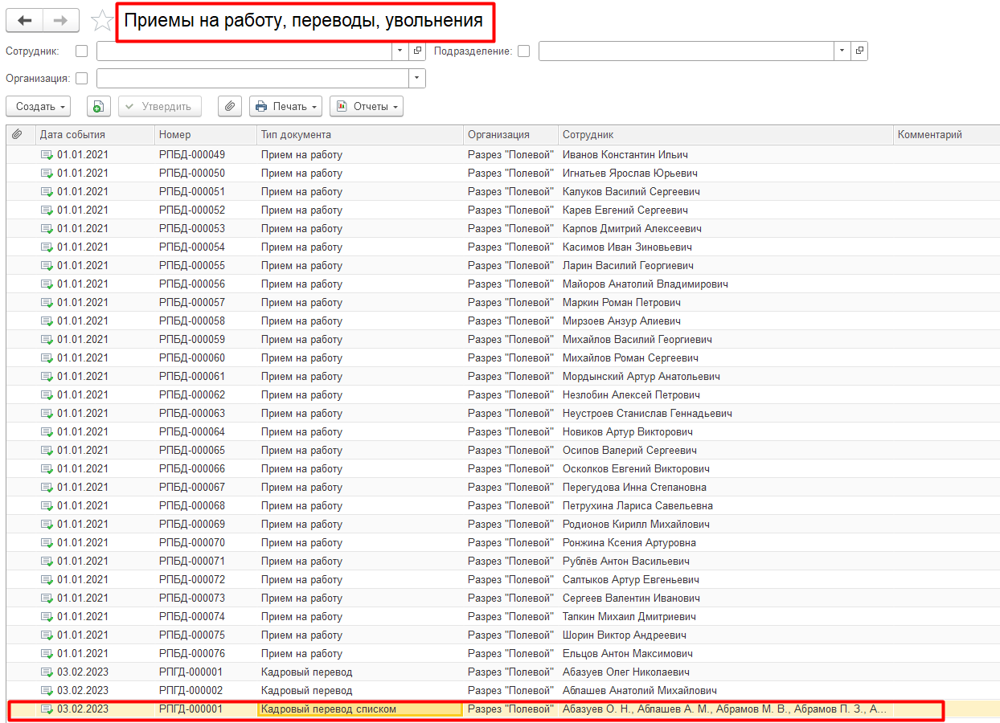 Приемы на работу, переводы, увольнения
Сотрудник: Подразделение:
Организация:
Создать Утвердить Печать Отчеты
Дата события Номер Тип документа Организация Сотрудник Комментарий
01.01.2021 РПБД-000049 Прием на работу Разрез "Полевой" Иванов Константин Ильич
01.01.2021 РПБД-000050 Прием на работу Разрез "Полевой" Игнатьев Ярослав Юрьевич
01.01.2021 РПБД-000051 Прием на работу Разрез "Полевой" Калуков Василий Сергеевич
01.01.2021 РПБД-000052 Прием на работу Разрез "Полевой" Карев Евгений Сергеевич
01.01.2021 РПБД-000053 Прием на работу Разрез "Полевой" Карпов Дмитрий Алексеевич
01.01.2021 РПБД-000054 Прием на работу Разрез "Полевой" Касимов Иван Зиновьевич
01.01.2021 РПБД-000055 Прием на работу Разрез "Полевой" Ларин Василий Георгиевич
01.01.2021 РПБД-000056 Прием на работу Разрез "Полевой" Майоров Анатолий Владимирович
01.01.2021 РПБД-000057 Прием на работу Разрез "Полевой" Маркин Роман Петрович
01.01.2021 РПБД-000058 Прием на работу Разрез "Полевой" Мирзоев Анзур Алиевич
01.01.2021 РПБД-000059 Прием на работу Разрез "Полевой" Михайлов Василий Георгиевич
01.01.2021 РПБД-000060 Прием на работу Разрез "Полевой" Михайлов Роман Сергеевич
01.01.2021 РПБД-000061 Прием на работу Разрез "Полевой" Мордынский Артур Анатольевич
01.01.2021 РПБД-000062 Прием на работу Разрез "Полевой" Незлобин Алексей Петрович
01.01.2021 РПБД-000063 Прием на работу Разрез "Полевой" Неустроев Станислав Геннадьевич
01.01.2021 РПБД-000064 Прием на работу Разрез "Полевой" Новиков Артур Викторович
01.01.2021 РПБД-000065 Прием на работу Разрез "Полевой" Осипов Валерий Сергеевич
01.01.2021 РПБД-000066 Прием на работу Разрез "Полевой" Осколков Евгений Викторович
01.01.2021 РПБД-000067 Прием на работу Разрез "Полевой" Перегудова Инна Степановна
01.01.2021 РПБД-000068 Прием на работу Разрез "Полевой" Петрухина Лариса Савельевна
01.01.2021 РПБД-000069 Прием на работу Разрез "Полевой" Родионов Кирилл Михайлович
01.01.2021 РПБД-000070 Прием на работу Разрез "Полевой" Ронжина Ксения Артуровна
01.01.2021 РПБД-000071 Прием на работу Разрез "Полевой" Рублёв Антон Васильевич
01.01.2021 РПБД-000072 Прием на работу Разрез "Полевой" Салтыков Артур Евгеньевич
01.01.2021 РПБД-000073 Прием на работу Разрез "Полевой" Сергеев Валентин Иванович
01.01.2021 РПБД-000074 Прием на работу Разрез "Полевой" Тапкин Михаил Дмитриевич
01.01.2021 РПБД-000075 Прием на работу Разрез "Полевой" Шорин Виктор Андреевич
01.01.2021 РПБД-000076 Прием на работу Разрез "Полевой" Ельцов Антон Максимович
03.02.2023 РПГД-000001 Кадровый перевод Разрез "Полевой" Абазуев Олег Николаевич
03.02.2023 РПГД-000002 Кадровый перевод Разрез "Полевой" Аблашев Анатолий Михайлович
03.02.2023 РПГД-000001 Кадровый перевод списком Разрез "Полевой" Абазуев О. Н., Аблашев А. М., Абрамов М. В., Абрамов П. З., А...